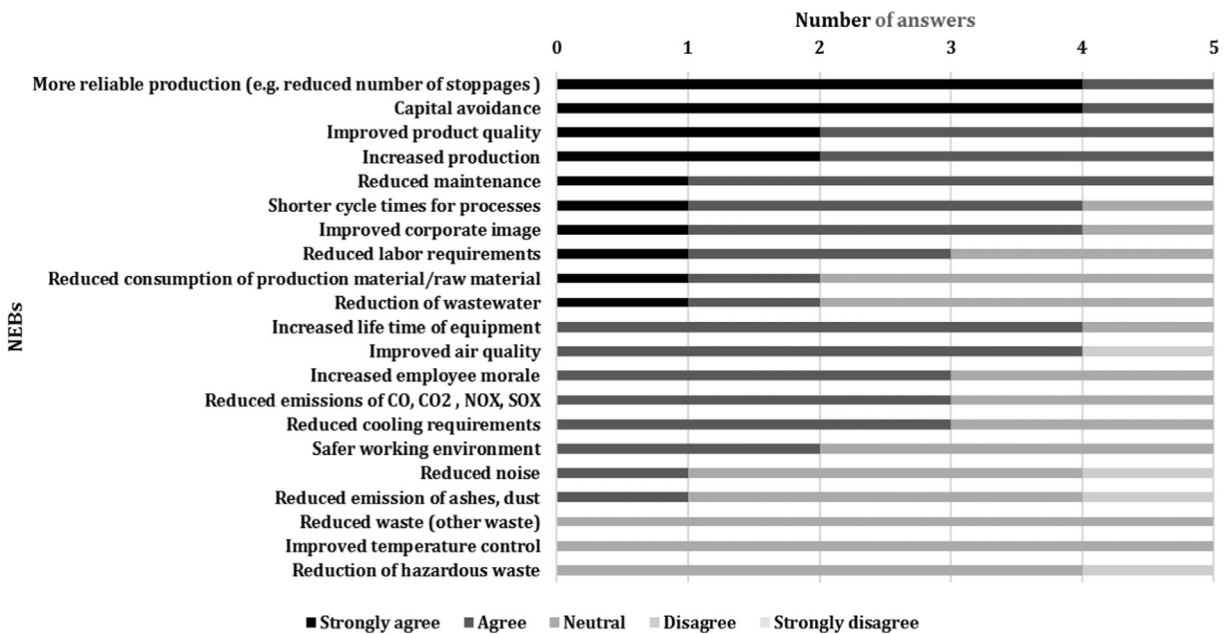 Number of answers
0 1 2 3 4 5
More reliable production (e.g. reduced number of stoppages )
Capital avoidance
Improved product quality
Increased production
Reduced maintenance
Shorter cycle times for processes
Improved corporate image
Reduced labor requirements
Reduced consumption of production material/raw material
Reduction of wastewater
Increased life time of equipment
Improved air quality
Increased employee morale
Reduced emissions of CO, CO2 , NOX, SOX
Reduced cooling requirements
Safer working environment
Reduced noise
Reduced emission of ashes, dust
Reduced waste (other waste)
Improved temperature control
Reduction of hazardous waste
NEBs
Strongly agree Agree Neutral Disagree Strongly disagree